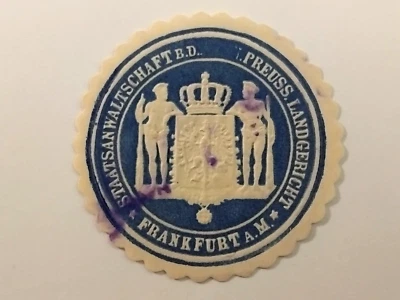 STAATSANWALTSCHAFT B.D. PREUSS. LANDGERICHT
* FRANKFURT A.M. *